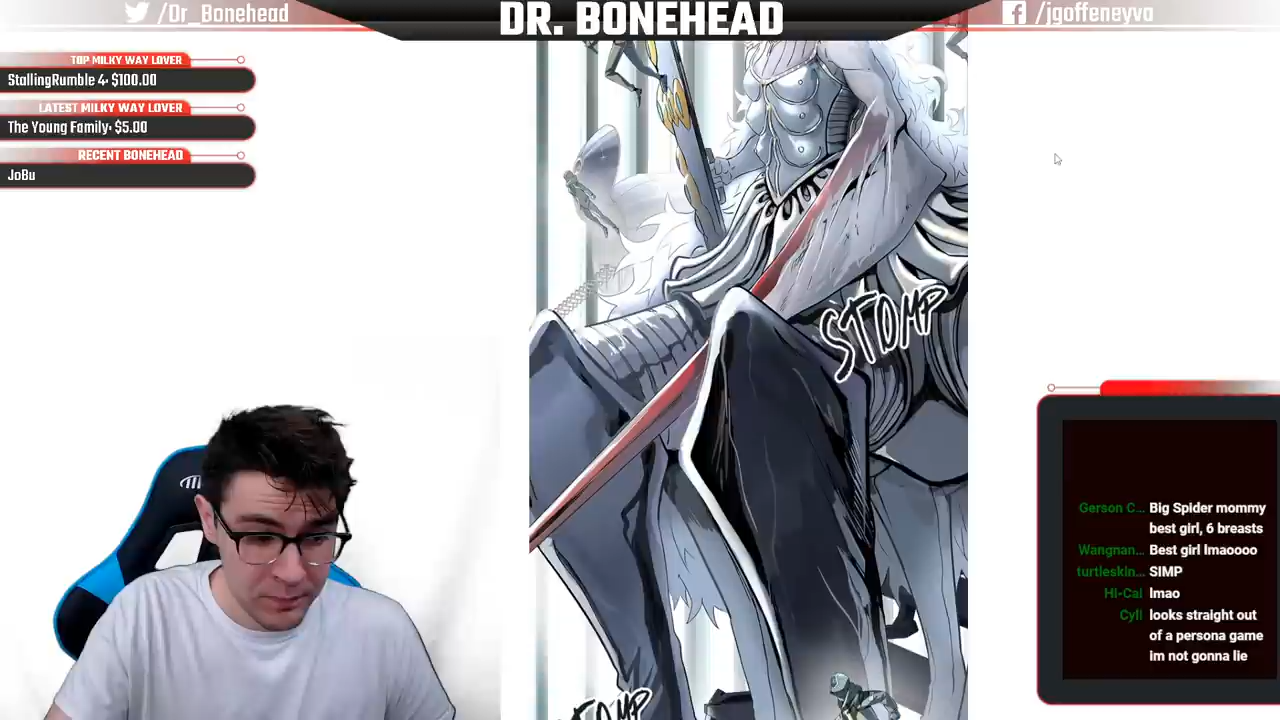 /Dr_Bonehead
DR. BONEHEAD
/jgoffeneyva
TOP MILKY WAY LOVER
StallingRumble 4: $100.00
LATEST MILKY WAY LOVER
The Young Family: $5.00
RECENT BONEHEAD
JoBu
STOMP
STOMP
Gerson C... Big Spider mommy
best girl, 6 breasts
Wangnan... Best girl lmaoooo
turtleskin... SIMP
Hi-Cal lmao
Cyll looks straight out
of a persona game
im not gonna lie